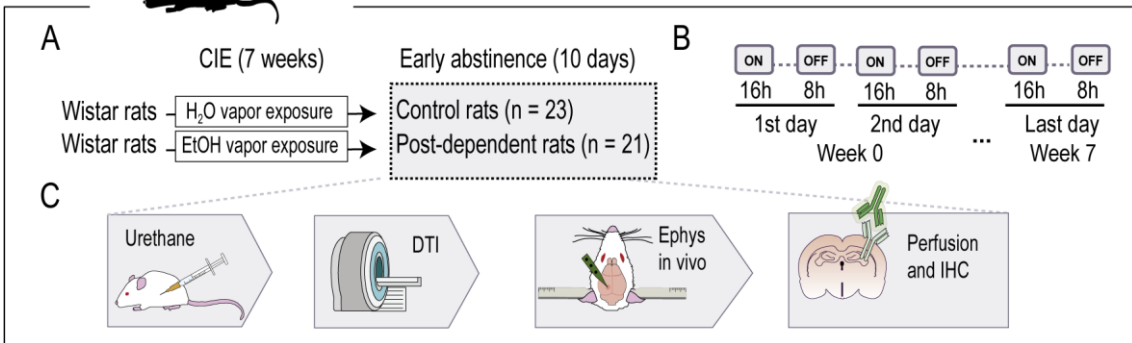 A
CIE (7 weeks)
Early abstinence (10 days)
Wistar rats
H₂O vapor exposure
Control rats (n = 23)
Wistar rats
EtOH vapor exposure
Post-dependent rats (n = 21)
B
ON OFF ON OFF ON OFF
16h 8h 16h 8h 16h 8h
1st day 2nd day ... Last day
Week 0 Week 7
C
Urethane
DTI
Ephys
in vivo
Perfusion
and IHC